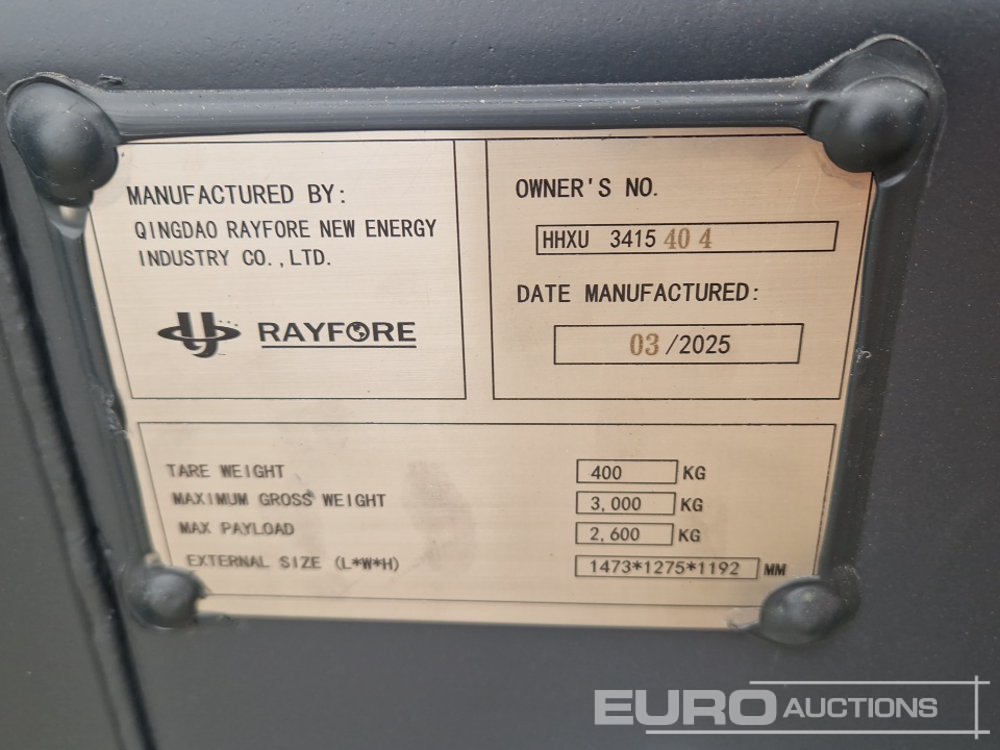 MANUFACTURED BY:
QINGDAO RAYFORE NEW ENERGY
INDUSTRY CO.,LTD.
RAYFORE
OWNER'S NO.
HHXU 3415 40 4
DATE MANUFACTURED:
03/2025
TARE WEIGHT 400 KG
MAXIMUM GROSS WEIGHT 3,000 KG
MAX PAYLOAD 2,600 KG
EXTERNAL SIZE (L*W*H) 1473*1275*1192 MM
EURO AUCTIONS